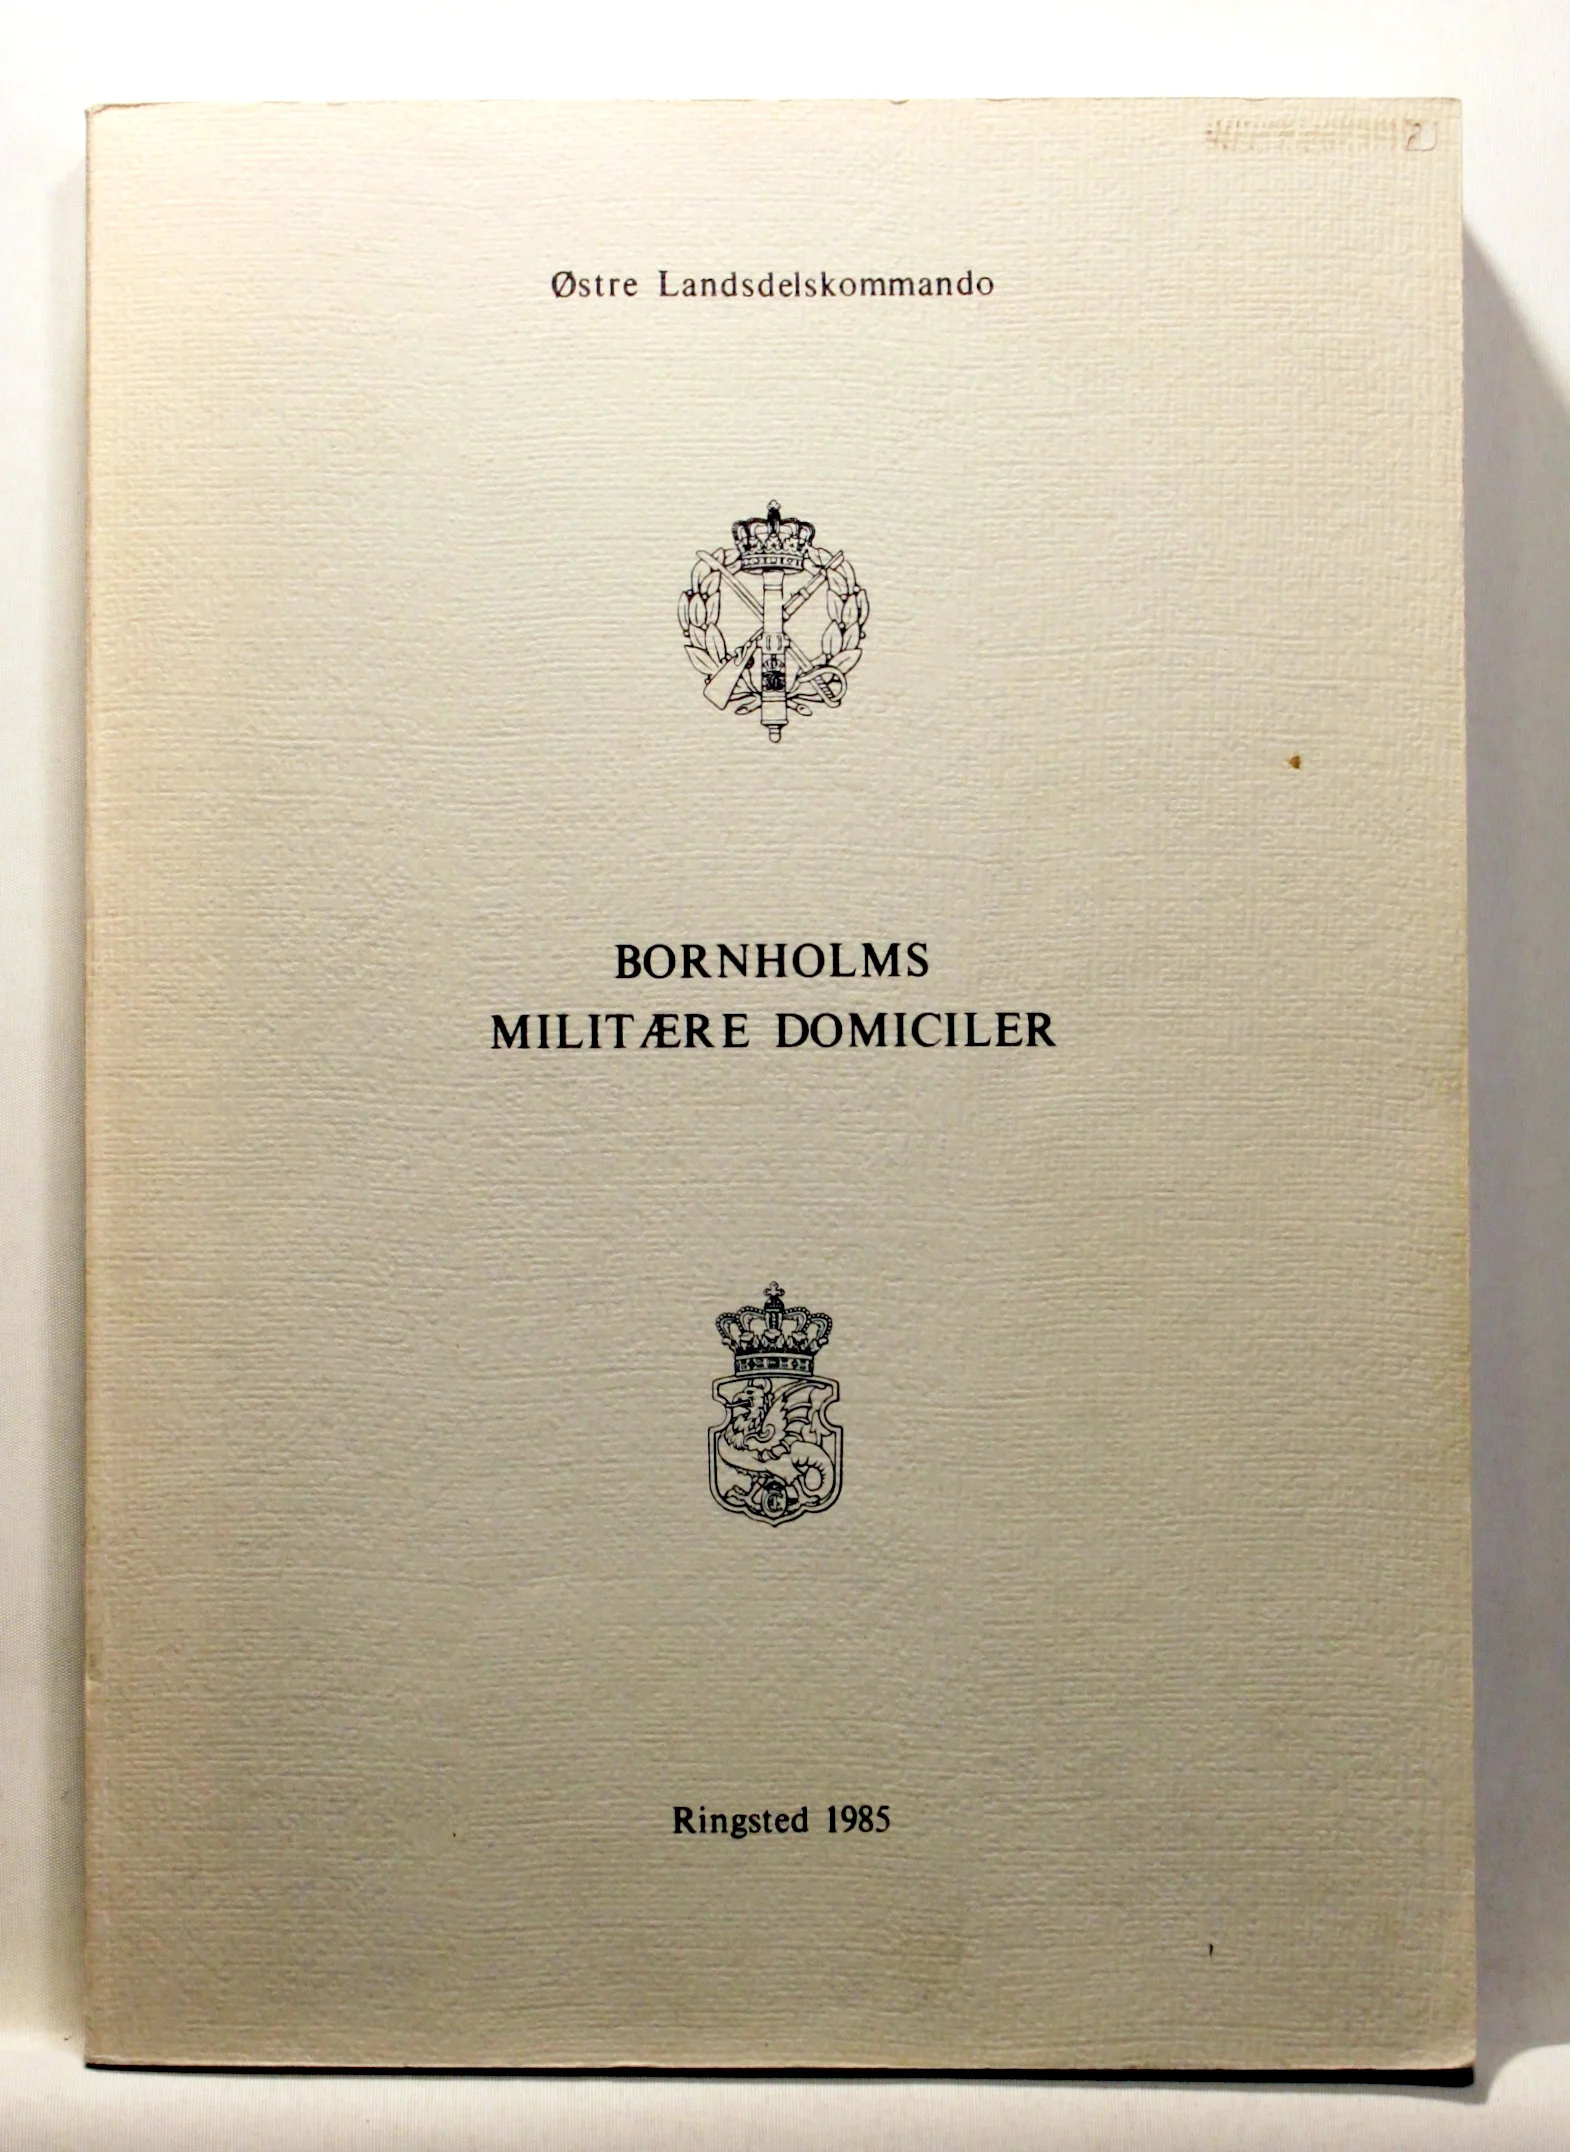 Østre Landsdelskommando
BORNHOLMS
MILITÆRE DOMICILER
Ringsted 1985